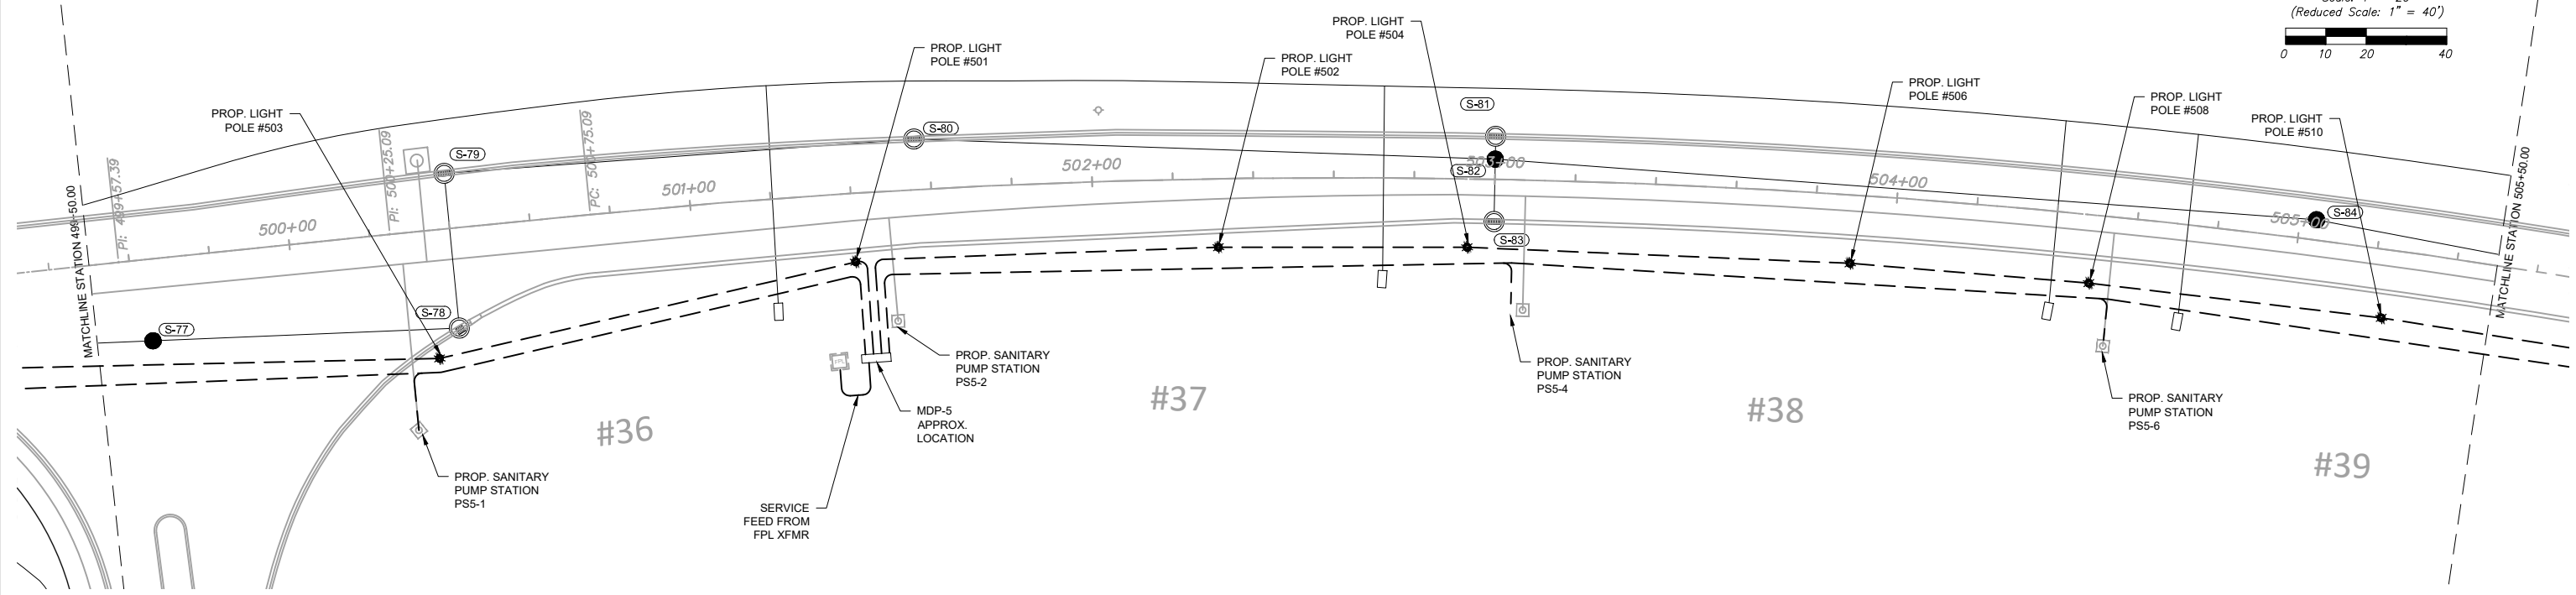 (Reduced Scale: 1" = 40')
0 10 20 40
PROP. LIGHT
POLE #504
PROP. LIGHT
POLE #501
PROP. LIGHT
POLE #502
PROP. LIGHT
POLE #506
PROP. LIGHT
POLE #508
PROP. LIGHT
POLE #510
PROP. LIGHT
POLE #503
S-79
S-80
S-81
S-82
S-83
S-84
S-78
S-77
MATCHLINE STATION 499+50.00
PI: 499+57.39
PI: 500+25.09
PC: 500+75.09
500+00
501+00
502+00
503+00
504+00
505+00
MATCHLINE STATION 505+50.00
PROP. SANITARY
PUMP STATION
PS5-2
PROP. SANITARY
PUMP STATION
PS5-4
PROP. SANITARY
PUMP STATION
PS5-6
MDP-5
APPROX.
LOCATION
#36
#37
#38
#39
PROP. SANITARY
PUMP STATION
PS5-1
SERVICE
FEED FROM
FPL XFMR
FPL